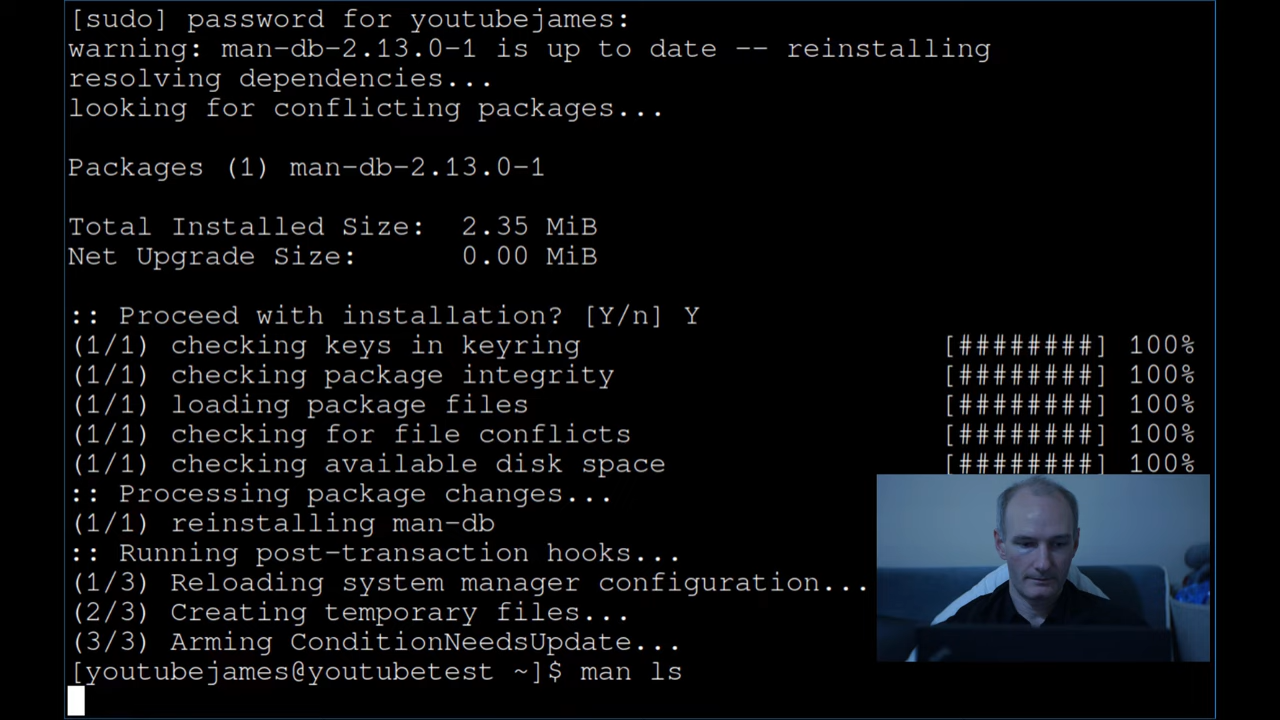 [sudo] password for youtubejames:
warning: man-db-2.13.0-1 is up to date -- reinstalling
resolving dependencies...
looking for conflicting packages...
Packages (1) man-db-2.13.0-1
Total Installed Size:  2.35 MiB
Net Upgrade Size:      0.00 MiB
:: Proceed with installation? [Y/n] Y
(1/1) checking keys in keyring [########] 100%
(1/1) checking package integrity [########] 100%
(1/1) loading package files [########] 100%
(1/1) checking for file conflicts [########] 100%
(1/1) checking available disk space [########] 100%
:: Processing package changes...
(1/1) reinstalling man-db
:: Running post-transaction hooks...
(1/3) Reloading system manager configuration...
(2/3) Creating temporary files...
(3/3) Arming ConditionNeedsUpdate...
[youtubejames@youtubetest ~]$ man ls